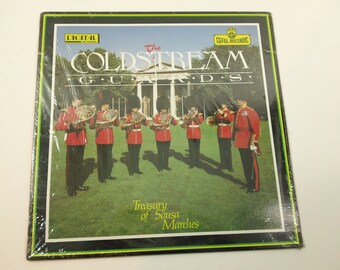 DIGITAL
The
COLDSTREAM
GUARDS
Treasury
of Sousa
Marches